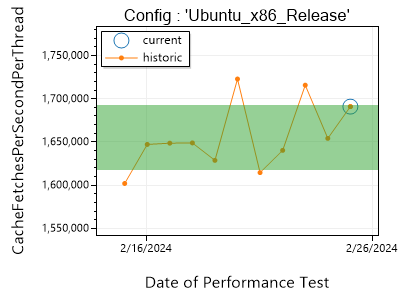 Config : 'Ubuntu_x86_Release'
current
historic
CacheFetchesPerSecondPerThread
1,750,000
1,700,000
1,650,000
1,600,000
1,550,000
2/16/2024
2/26/2024
Date of Performance Test